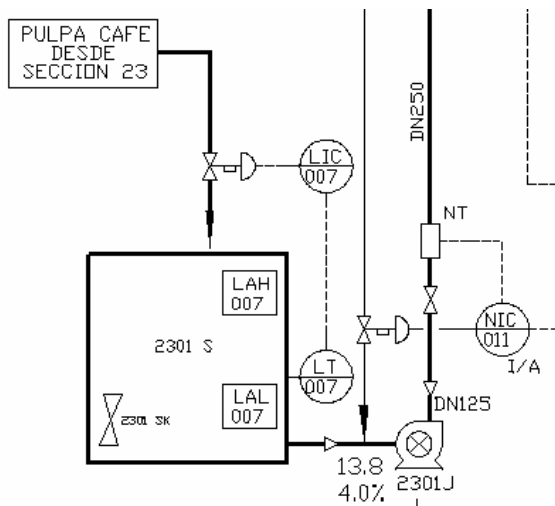 PULPA CAFE
DESDE
SECCION 23
DN250
LIC
007
NT
LAH
007
2301 S
NIC
011
LT
007
I/A
LAL
007
2301 SK
DN125
13,8
4.0%
2301J